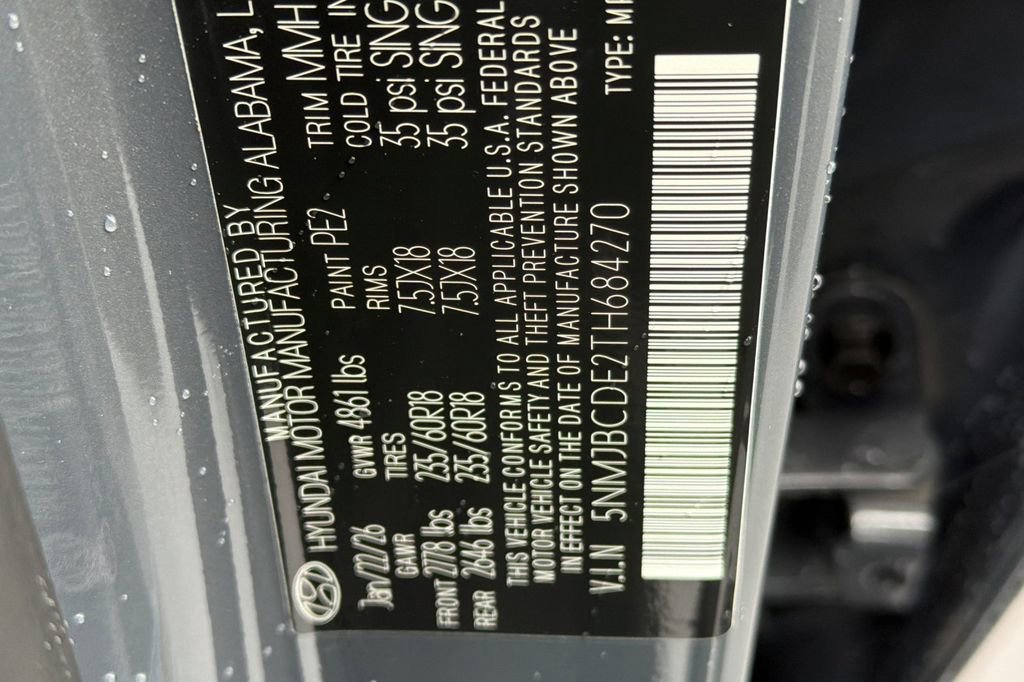 MANUFACTURED BY
HYUNDAI MOTOR MANUFACTURING ALABAMA, L
Jan/22/26 GVWR 4861 lbs PAINT PE2 TRIM MMH
GAWR TIRES RIMS COLD TIRE IN
FRONT 2778 lbs 235/60R18 7.5JX18 35 psi SING
REAR 2646 lbs 235/60R18 7.5JX18 35 psi SING
THIS VEHICLE CONFORMS TO ALL APPLICABLE U.S.A. FEDERAL
MOTOR VEHICLE SAFETY AND THEFT PREVENTION STANDARDS
IN EFFECT ON THE DATE OF MANUFACTURE SHOWN ABOVE
V.I.N 5NMJBCDE2TH684270 TYPE: MP